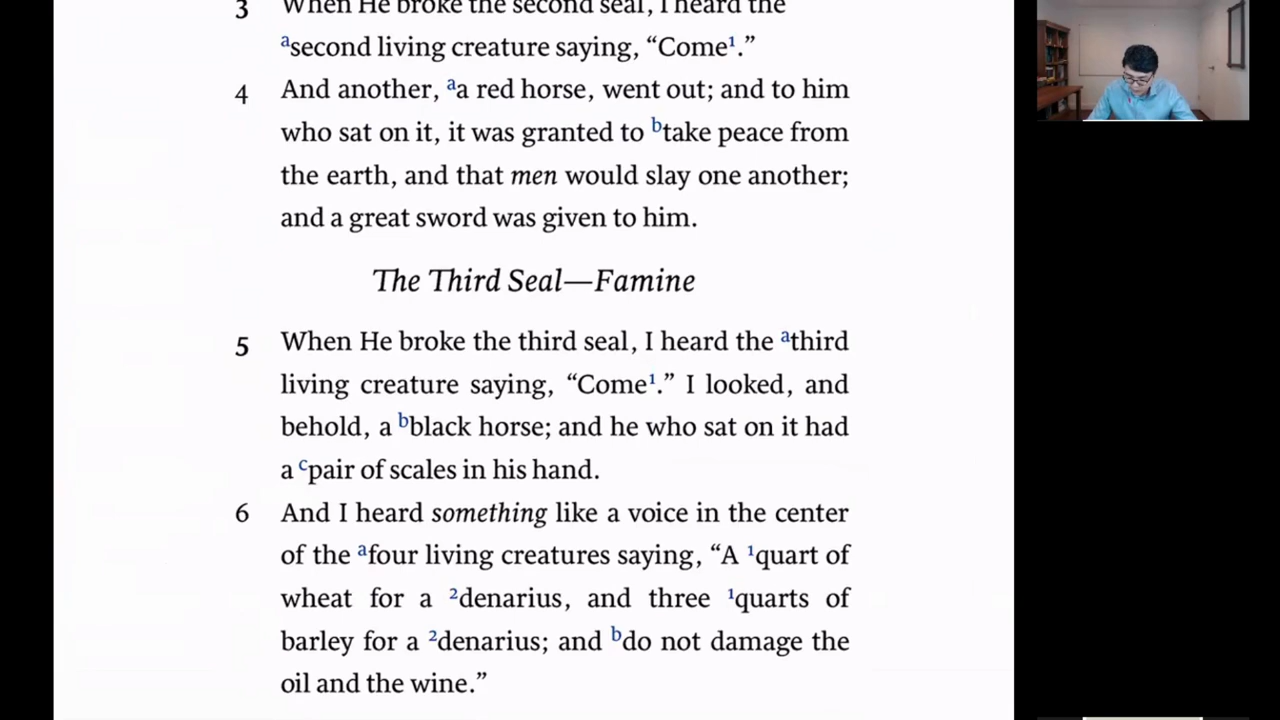 3 When He broke the second seal, I heard the
ᵃsecond living creature saying, “Come¹.”
4 And another, ᵃa red horse, went out; and to him
who sat on it, it was granted to ᵇtake peace from
the earth, and that men would slay one another;
and a great sword was given to him.
The Third Seal—Famine
5 When He broke the third seal, I heard the ᵃthird
living creature saying, “Come¹.” I looked, and
behold, a ᵇblack horse; and he who sat on it had
a ᶜpair of scales in his hand.
6 And I heard something like a voice in the center
of the ᵃfour living creatures saying, “A ¹quart of
wheat for a ²denarius, and three ¹quarts of
barley for a ²denarius; and ᵇdo not damage the
oil and the wine.”